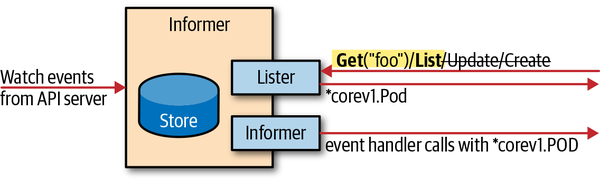 Informer
Get("foo")/List/Update/Create
Watch events
from API server
Lister
*corev1.Pod
Store
Informer
event handler calls with *corev1.POD